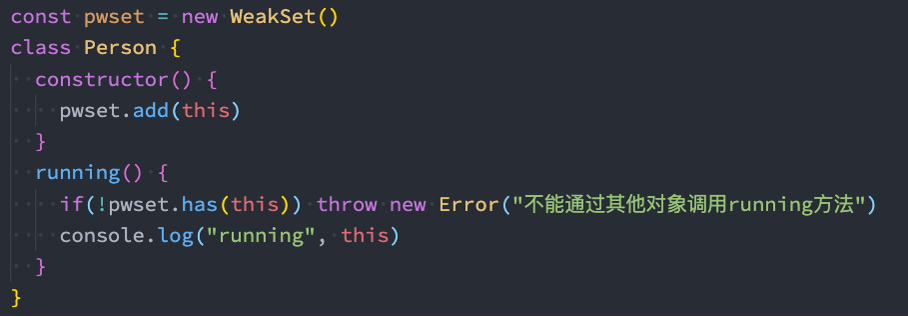 const pwset = new WeakSet()
class Person {
  constructor() {
    pwset.add(this)
  }
  running() {
    if(!pwset.has(this)) throw new Error("不能通过其他对象调用running方法")
    console.log("running", this)
  }
}